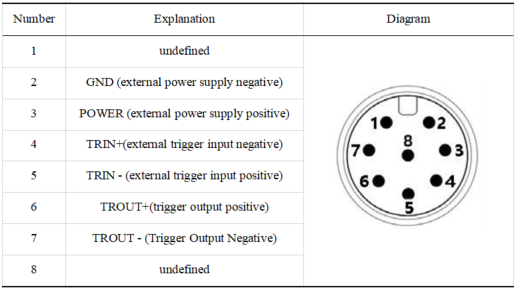 Number Explanation Diagram
1 undefined
2 GND (external power supply negative)
3 POWER (external power supply positive)
4 TRIN+(external trigger input negative)
5 TRIN - (external trigger input positive)
6 TROUT+(trigger output positive)
7 TROUT - (Trigger Output Negative)
8 undefined
1 2
8
7 3
6 4
5